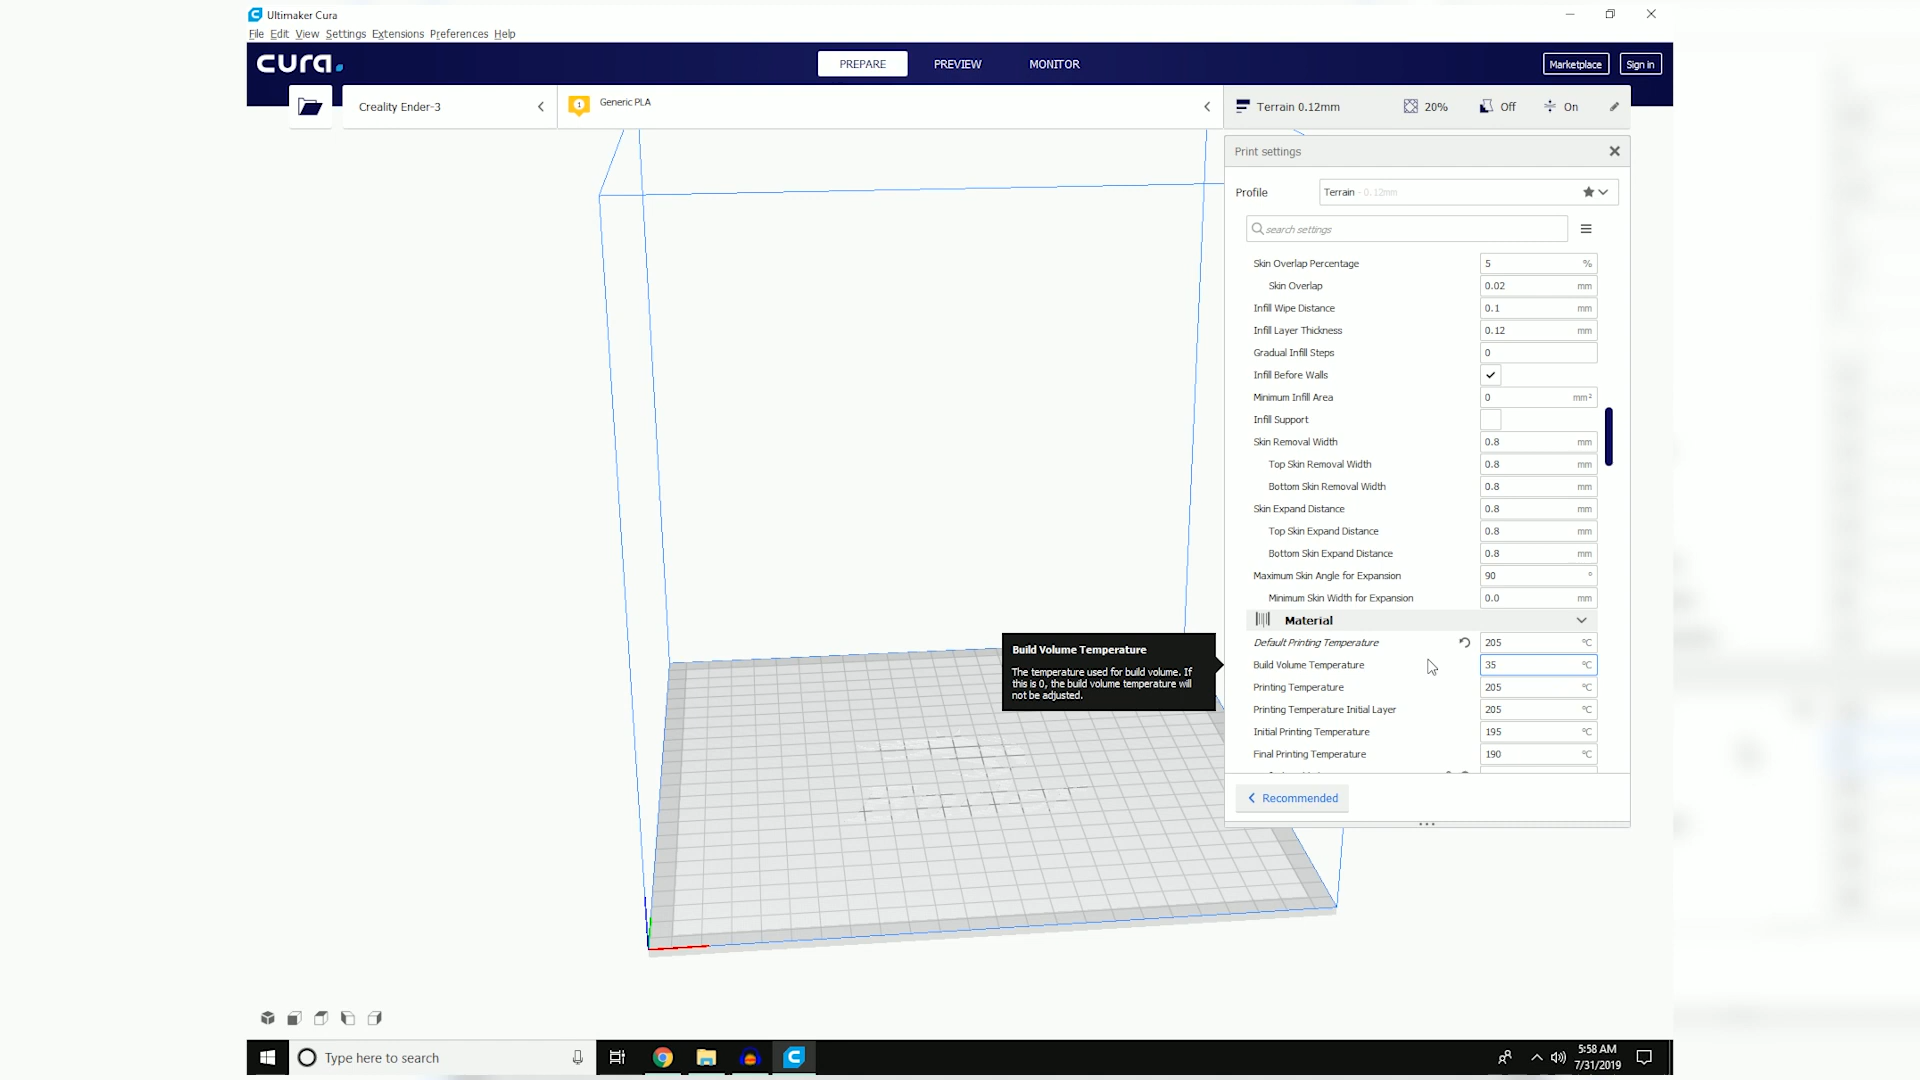 Ultimaker Cura
File Edit View Settings Extensions Preferences Help
cura.
PREPARE PREVIEW MONITOR
Marketplace Sign in
Creality Ender-3
1 Generic PLA
Terrain 0.12mm 20% Off On
Print settings
Profile Terrain - 0.12mm
search settings
Skin Overlap Percentage 5 %
Skin Overlap 0.02 mm
Infill Wipe Distance 0.1 mm
Infill Layer Thickness 0.12 mm
Gradual Infill Steps 0
Infill Before Walls
Minimum Infill Area 0 mm²
Infill Support
Skin Removal Width 0.8 mm
Top Skin Removal Width 0.8 mm
Bottom Skin Removal Width 0.8 mm
Skin Expand Distance 0.8 mm
Top Skin Expand Distance 0.8 mm
Bottom Skin Expand Distance 0.8 mm
Maximum Skin Angle for Expansion 90 °
Minimum Skin Width for Expansion 0.0 mm
Material
Default Printing Temperature 205 °C
Build Volume Temperature 35 °C
Printing Temperature 205 °C
Printing Temperature Initial Layer 205 °C
Initial Printing Temperature 195 °C
Final Printing Temperature 190 °C
Build Volume Temperature
The temperature used for build volume. If
this is 0, the build volume temperature will
not be adjusted.
Recommended
Type here to search
5:58 AM
7/31/2019